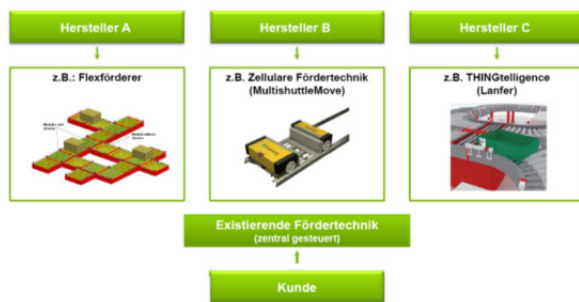 Hersteller A
Hersteller B
Hersteller C
z.B.: Flexförderer
z.B. Zellulare Fördertechnik
(MultishuttleMove)
z.B. THINGtelligence
(Lanfer)
Existierende Fördertechnik
(zentral gesteuert)
Kunde